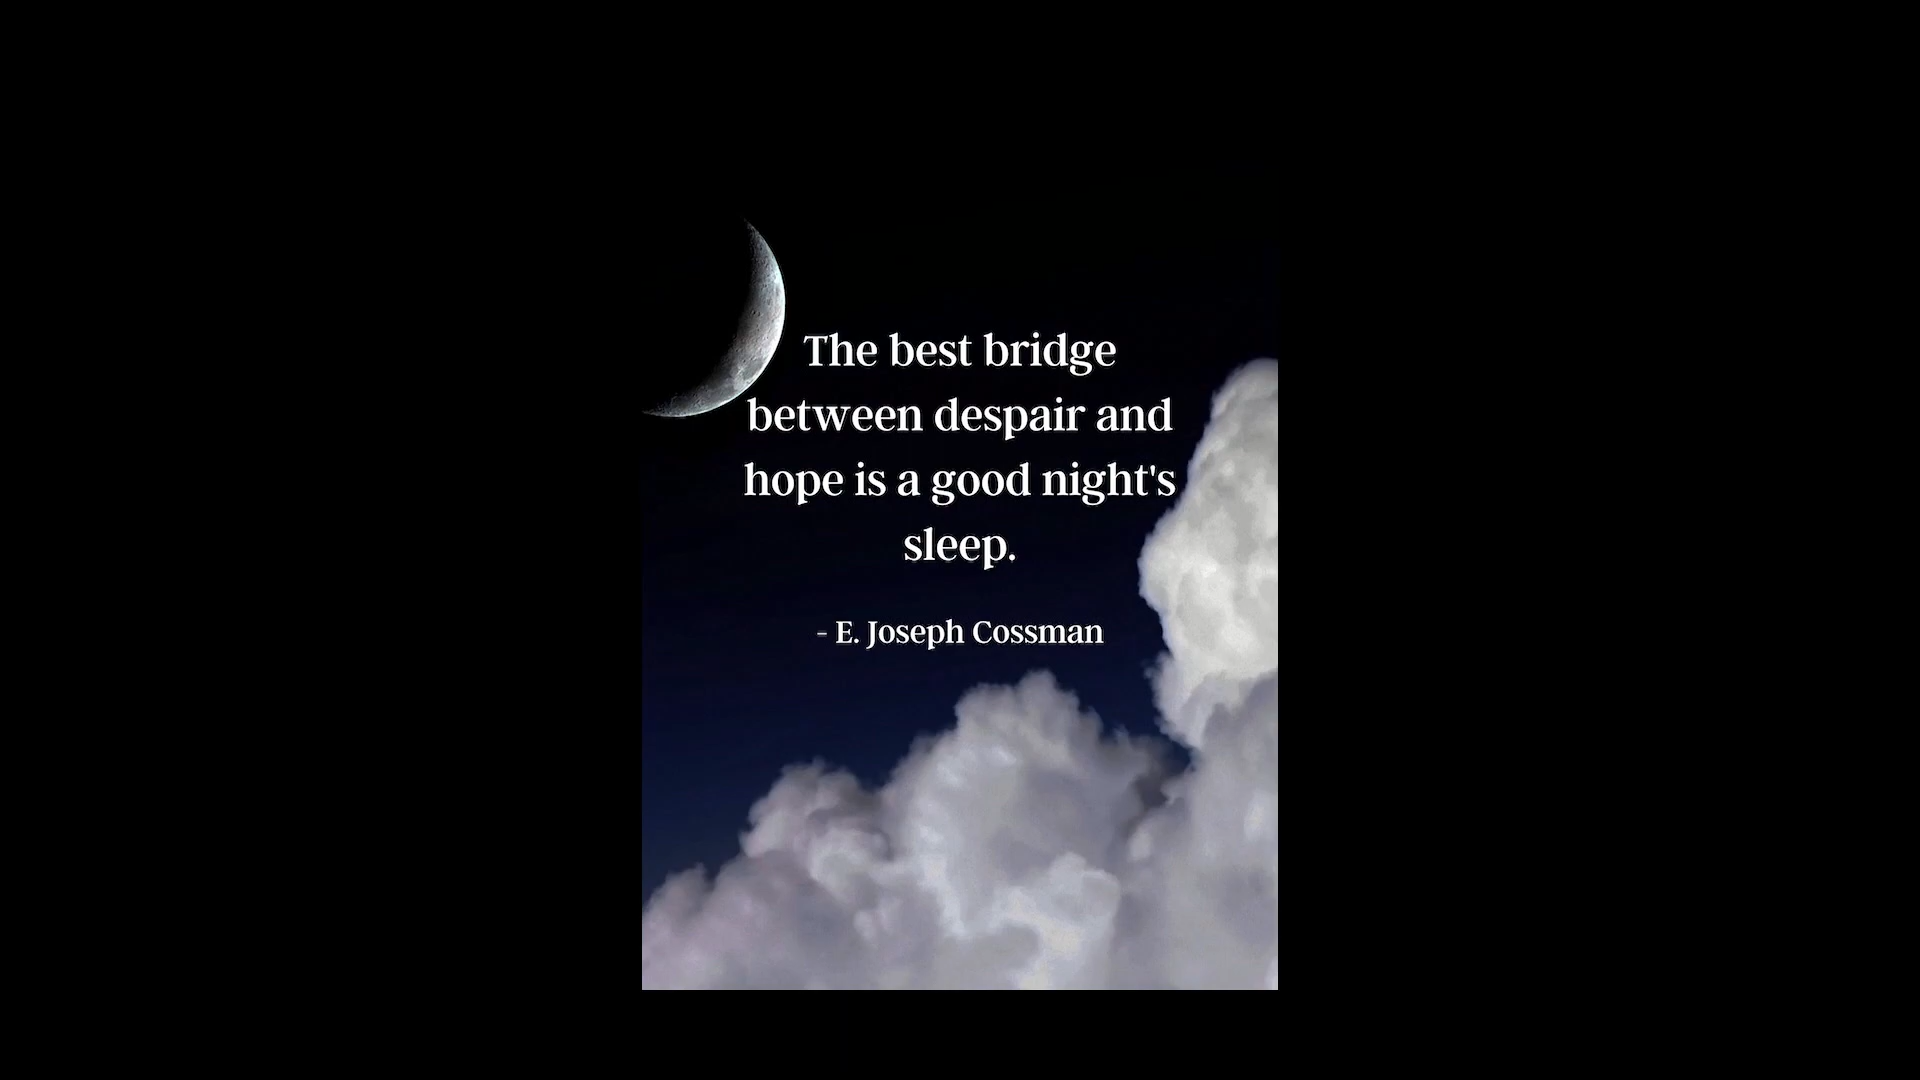 The best bridge
between despair and
hope is a good night's
sleep.
- E. Joseph Cossman